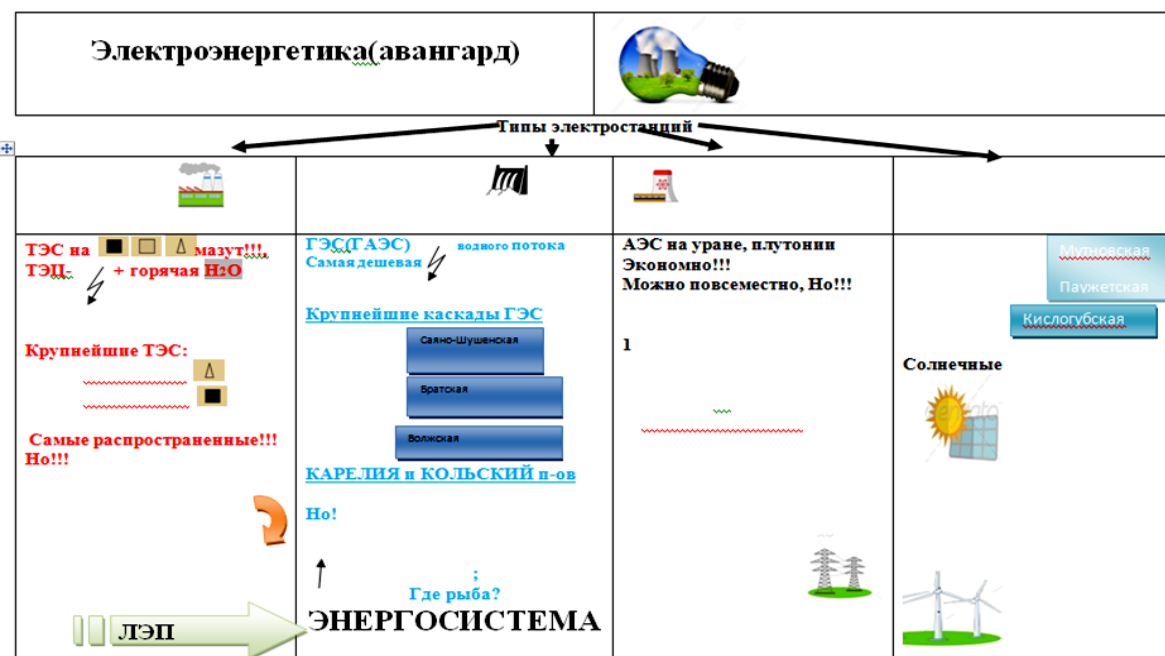 Электроэнергетика(авангард)
Типы электростанций
ТЭС на мазут!!!,
ТЭЦ- + горячая H2O
Крупнейшие ТЭС:
Самые распространенные!!!
Но!!!
ЛЭП
ГЭС(ГАЭС) водного потока
Самая дешевая
Крупнейшие каскады ГЭС
Саяно-Шушенская
Братская
Волжская
КАРЕЛИЯ и КОЛЬСКИЙ п-ов
Но!
;
Где рыба?
ЭНЕРГОСИСТЕМА
АЭС на уране, плутонии
Экономно!!!
Можно повсеместно, Но!!!
1
Мутновская
Паужетская
Кислогубская
Солнечные